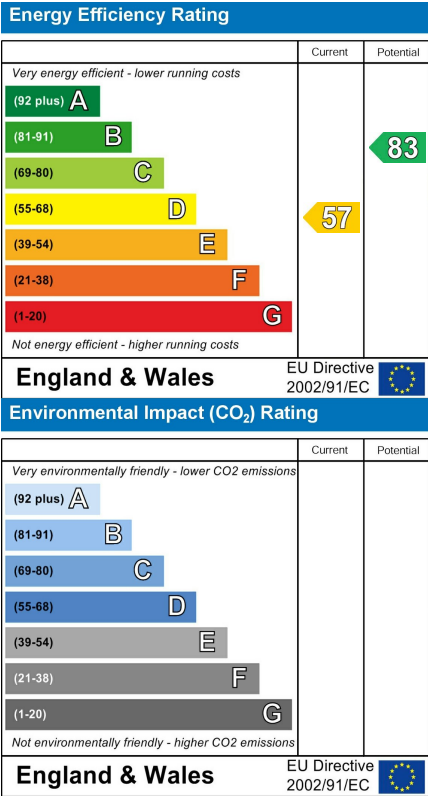 Energy Efficiency Rating
Current Potential
Very energy efficient - lower running costs
(92 plus) A
(81-91) B
83
(69-80) C
(55-68) D
57
(39-54) E
(21-38) F
(1-20) G
Not energy efficient - higher running costs
England & Wales
EU Directive
2002/91/EC
Environmental Impact (CO₂) Rating
Current Potential
Very environmentally friendly - lower CO2 emissions
(92 plus) A
(81-91) B
(69-80) C
(55-68) D
(39-54) E
(21-38) F
(1-20) G
Not environmentally friendly - higher CO2 emissions
England & Wales
EU Directive
2002/91/EC